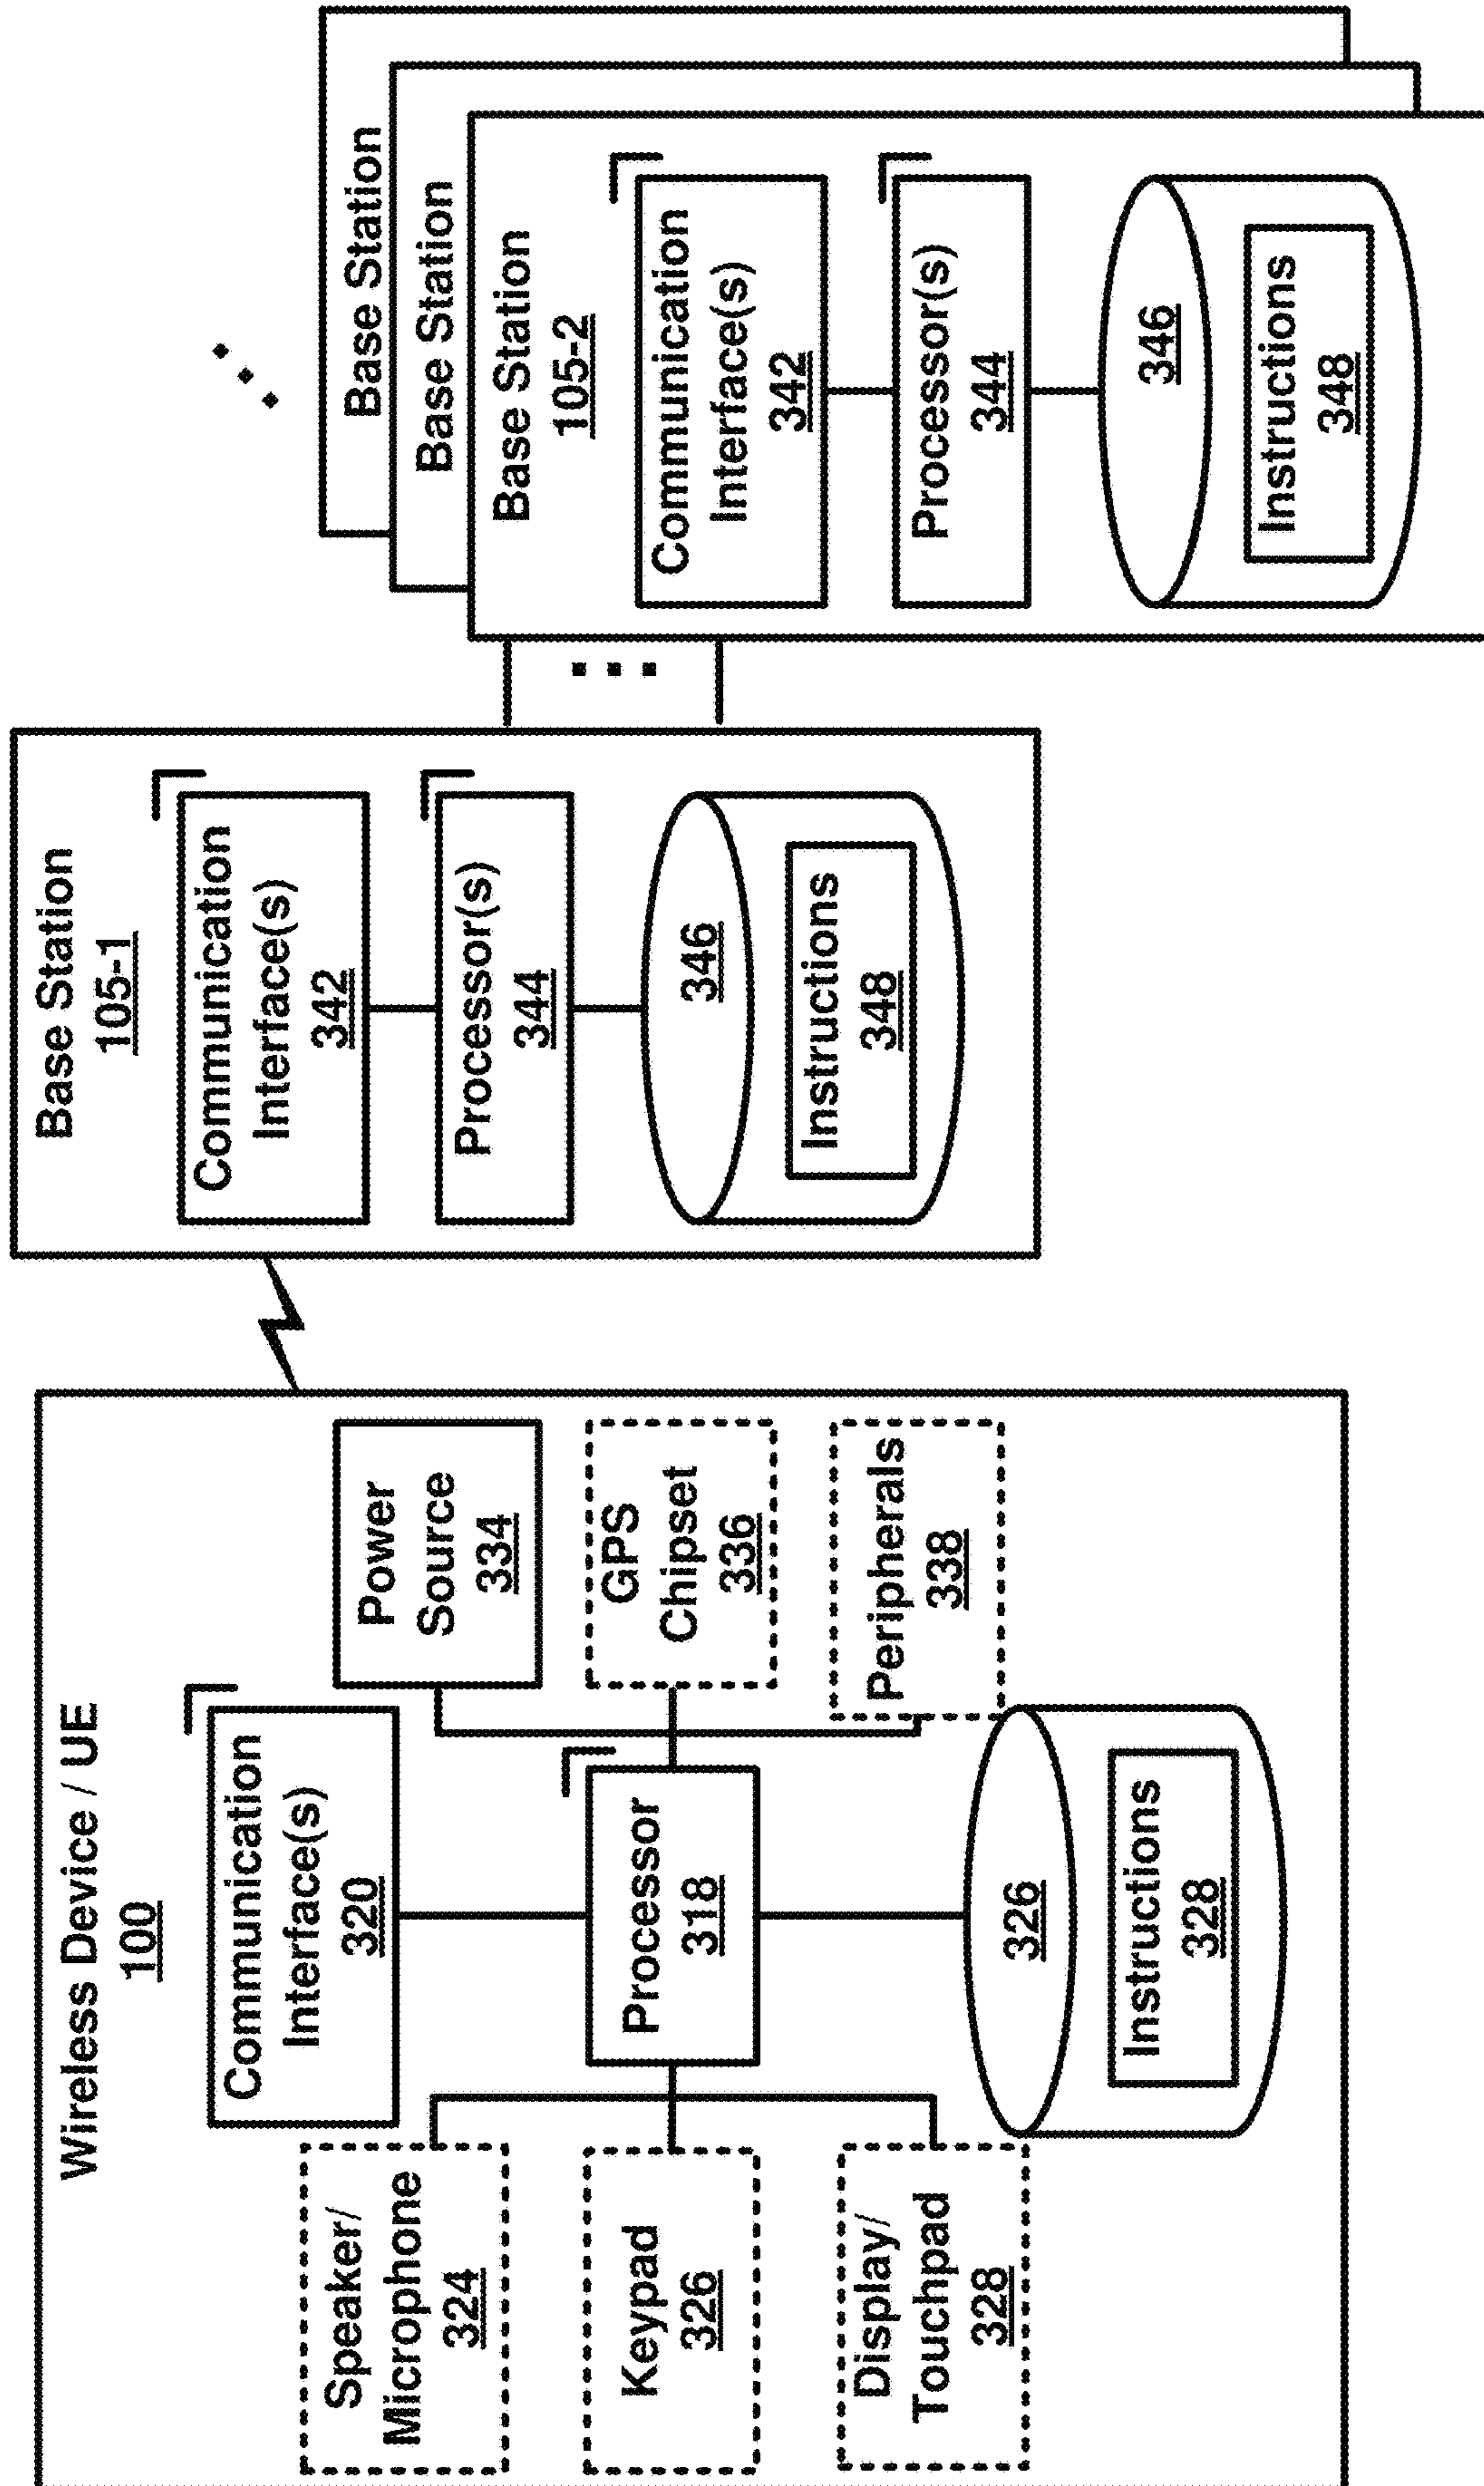 Wireless Device / UE
100
Communication
Interface(s)
320
Speaker/
Microphone
324
Keypad
326
Display/
Touchpad
328
Processor
318
Power
Source
334
GPS
Chipset
336
Peripherals
338
326
Instructions
328
Base Station
105-1
Communication
Interface(s)
342
Processor(s)
344
346
Instructions
348
Base Station
Base Station
Base Station
105-2
Communication
Interface(s)
342
Processor(s)
344
346
Instructions
348